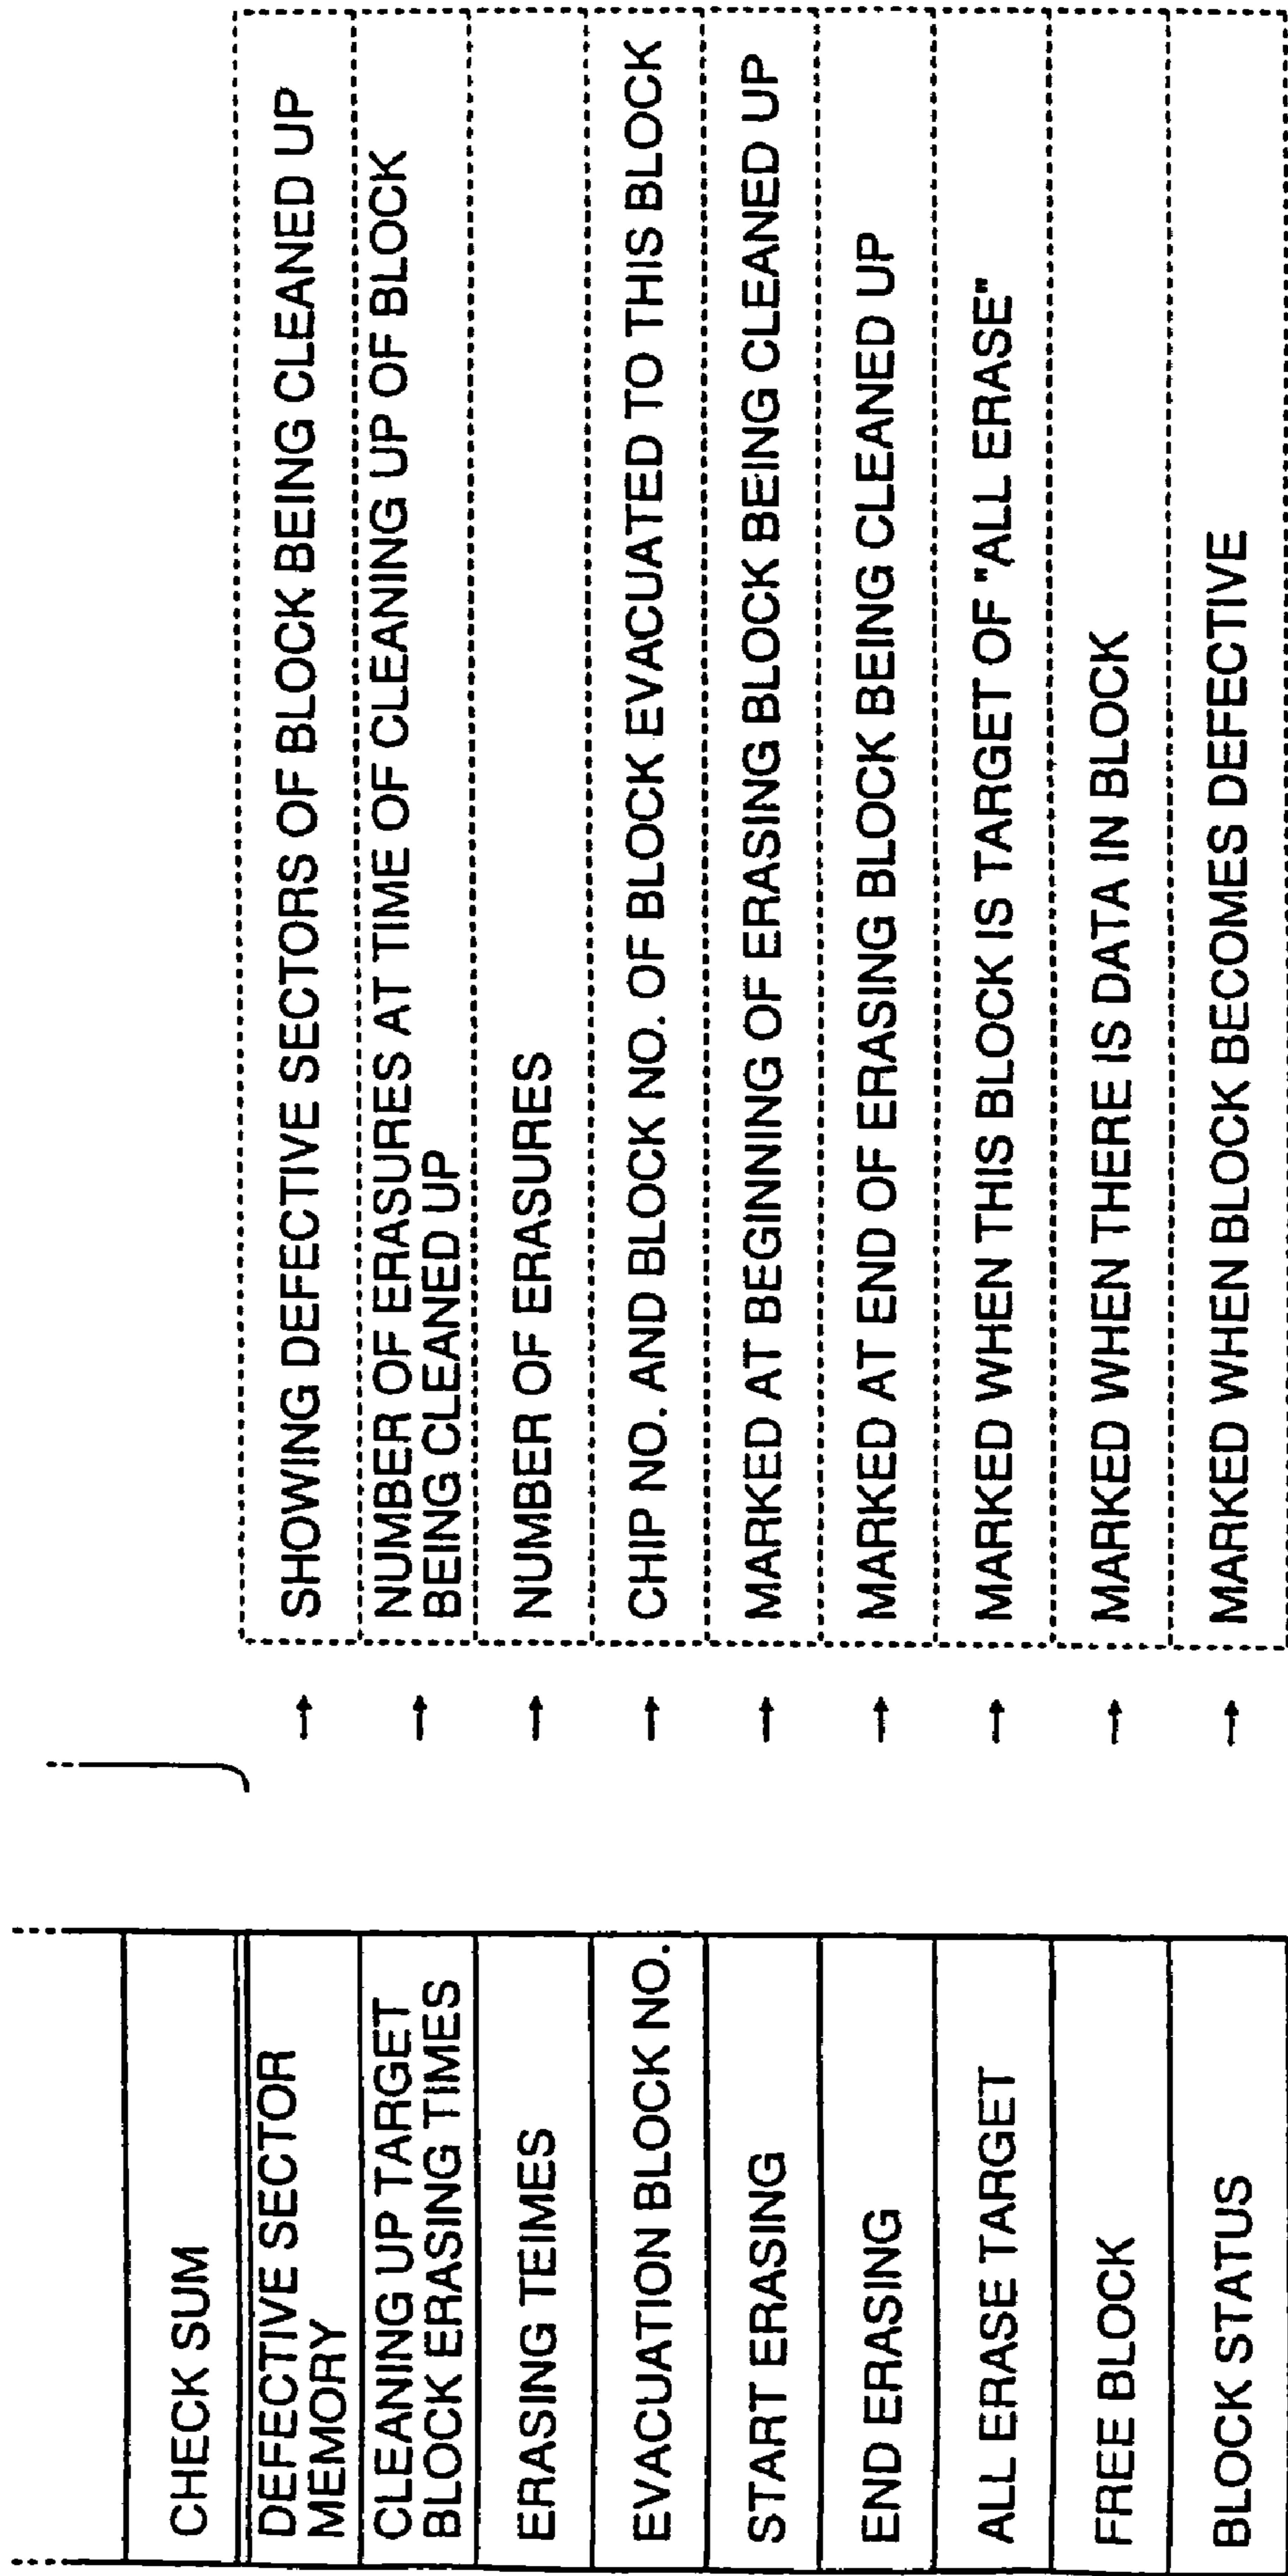 CHECK SUM
DEFECTIVE SECTOR
MEMORY
→ SHOWING DEFECTIVE SECTORS OF BLOCK BEING CLEANED UP
CLEANING UP TARGET
BLOCK ERASING TIMES
→ NUMBER OF ERASURES AT TIME OF CLEANING UP OF BLOCK
BEING CLEANED UP
ERASING TEIMES
→ NUMBER OF ERASURES
EVACUATION BLOCK NO.
→ CHIP NO. AND BLOCK NO. OF BLOCK EVACUATED TO THIS BLOCK
START ERASING
→ MARKED AT BEGINNING OF ERASING BLOCK BEING CLEANED UP
END ERASING
→ MARKED AT END OF ERASING BLOCK BEING CLEANED UP
ALL ERASE TARGET
→ MARKED WHEN THIS BLOCK IS TARGET OF "ALL ERASE"
FREE BLOCK
→ MARKED WHEN THERE IS DATA IN BLOCK
BLOCK STATUS
→ MARKED WHEN BLOCK BECOMES DEFECTIVE